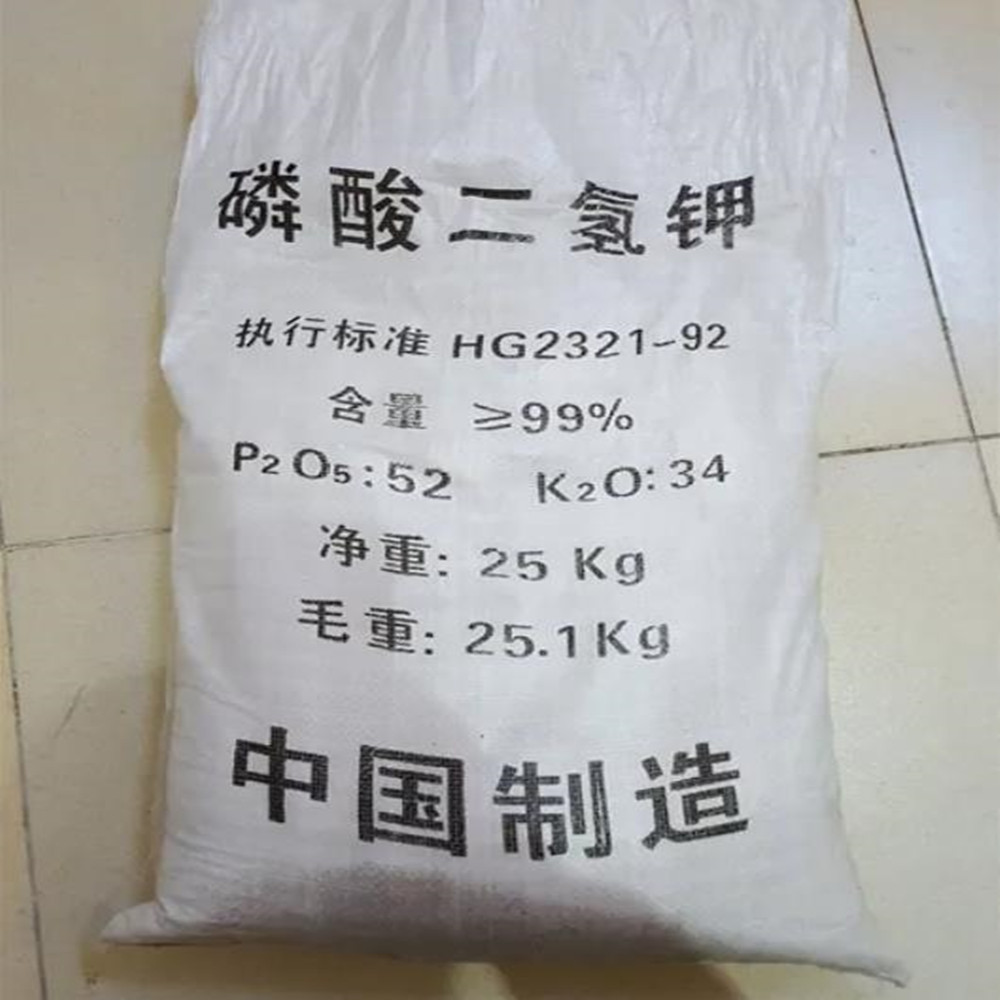 磷酸二氢钾
执行标准 HG2321-92
含量 ≥99%
P₂O₅:52 K₂O:34
净重: 25 Kg
毛重: 25.1Kg
中国制造